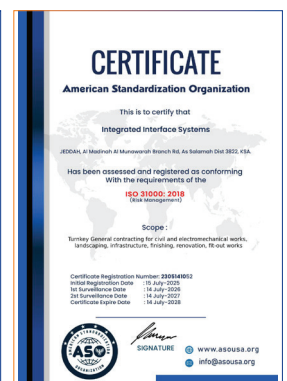 CERTIFICATE
American Standardization Organization
This is to certify that
Integrated Interface Systems
JEDDAH, Al Madinah Al Munawarah Branch Rd, As Salamah Dist 3822, KSA.
Has been assessed and registered as conforming
With the requirements of the
ISO 31000: 2018
(Risk Management)
Scope :
Turnkey General contracting for civil and electromechanical works,
landscaping, infrastructure, finishing, renovation, fit-out works
Certificate Registration Number: 2205141052
Initial Registration Date : 15 July-2025
1st Surveillance Date : 14 July-2026
2st Surveillance Date : 14 July-2027
Certificate Expire Date : 14 July-2028
AMERICAN STANDARDIZATION
ASO
ORGANIZATION
SIGNATURE
www.asousa.org
info@asousa.org